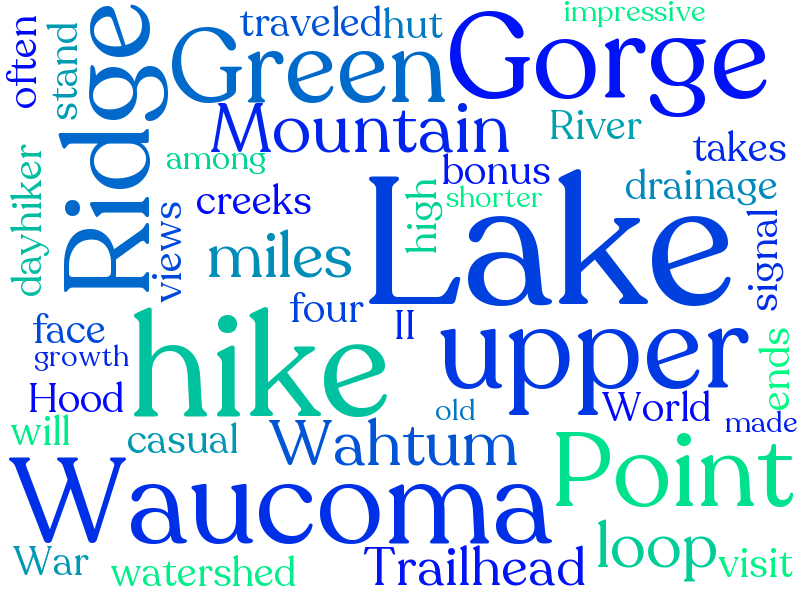 often
stand
Ridge
traveled
hut
impressive
Green
Gorge
Mountain
River
takes
among
bonus
drainage
dayhiker
creeks
high
shorter
Lake
views
miles
signal
four
II
face
growth
hike
upper
ends
Hood
old
World
made
will
casual
Wahtum
Point
Waucoma
War
watershed
Trailhead
loop
visit